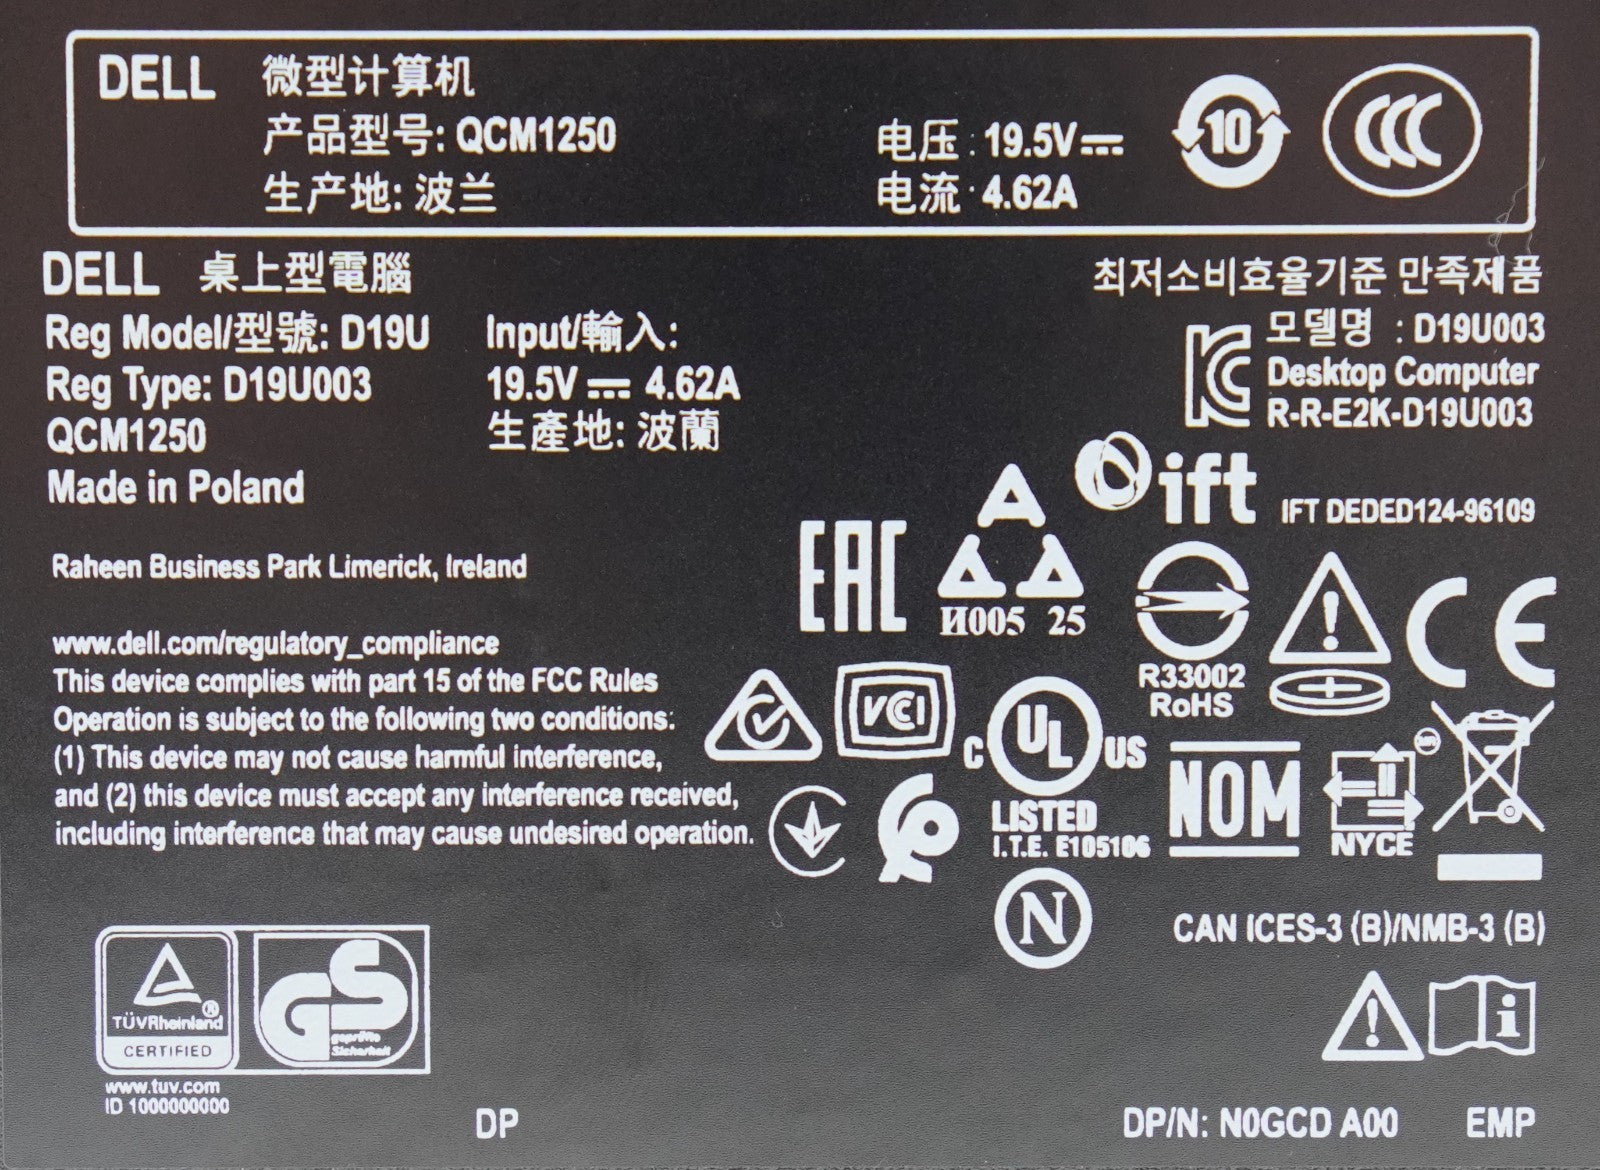 DELL 微型计算机
产品型号: QCM1250
生产地: 波兰
电压: 19.5V
电流: 4.62A
10
CCC
DELL 桌上型電腦
Reg Model/型號: D19U
Reg Type: D19U003
QCM1250
Made in Poland
Input/輸入:
19.5V 4.62A
生產地: 波蘭
최저소비효율기준 만족제품
모델명 : D19U003
Desktop Computer
R-R-E2K-D19U003
ift
IFT DEDED124-96109
Raheen Business Park Limerick, Ireland
EAC
И005 25
R33002
RoHS
CE
www.dell.com/regulatory_compliance
This device complies with part 15 of the FCC Rules
Operation is subject to the following two conditions:
(1) This device may not cause harmful interference,
and (2) this device must accept any interference received,
including interference that may cause undesired operation.
VCCI
C UL US
LISTED
I.T.E. E105106
NOM
NYCE
N
CAN ICES-3 (B)/NMB-3 (B)
TÜVRheinland®
CERTIFIED
GS
geprüfte
Sicherheit
www.tuv.com
ID 1000000000
DP
DP/N: N0GCD A00
EMP